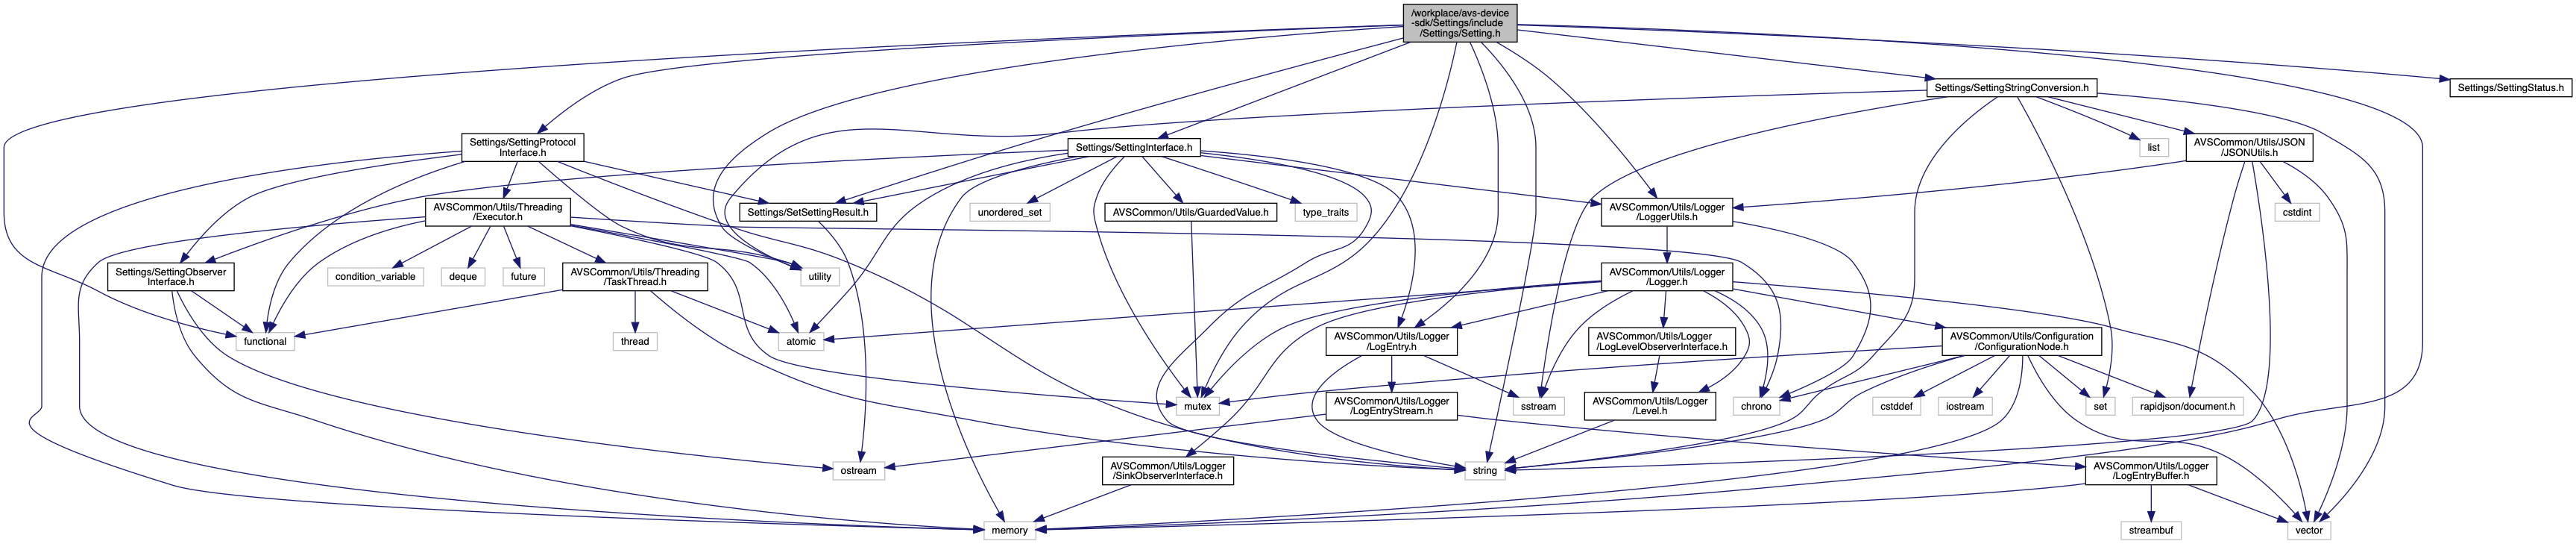 /workplace/avs-device
-sdk/Settings/include
/Settings/Setting.h
Settings/SettingStringConversion.h
Settings/SettingStatus.h
Settings/SettingProtocol
Interface.h
Settings/SettingInterface.h
list
AVSCommon/Utils/JSON
/JSONUtils.h
AVSCommon/Utils/Threading
/Executor.h
Settings/SetSettingResult.h
unordered_set
AVSCommon/Utils/GuardedValue.h
type_traits
AVSCommon/Utils/Logger
/LoggerUtils.h
cstdint
Settings/SettingObserver
Interface.h
condition_variable
deque
future
AVSCommon/Utils/Threading
/TaskThread.h
utility
AVSCommon/Utils/Logger
/Logger.h
functional
thread
atomic
AVSCommon/Utils/Logger
/LogEntry.h
AVSCommon/Utils/Logger
/LogLevelObserverInterface.h
AVSCommon/Utils/Configuration
/ConfigurationNode.h
mutex
AVSCommon/Utils/Logger
/LogEntryStream.h
sstream
AVSCommon/Utils/Logger
/Level.h
chrono
cstddef
iostream
set
rapidjson/document.h
ostream
AVSCommon/Utils/Logger
/SinkObserverInterface.h
string
AVSCommon/Utils/Logger
/LogEntryBuffer.h
memory
streambuf
vector